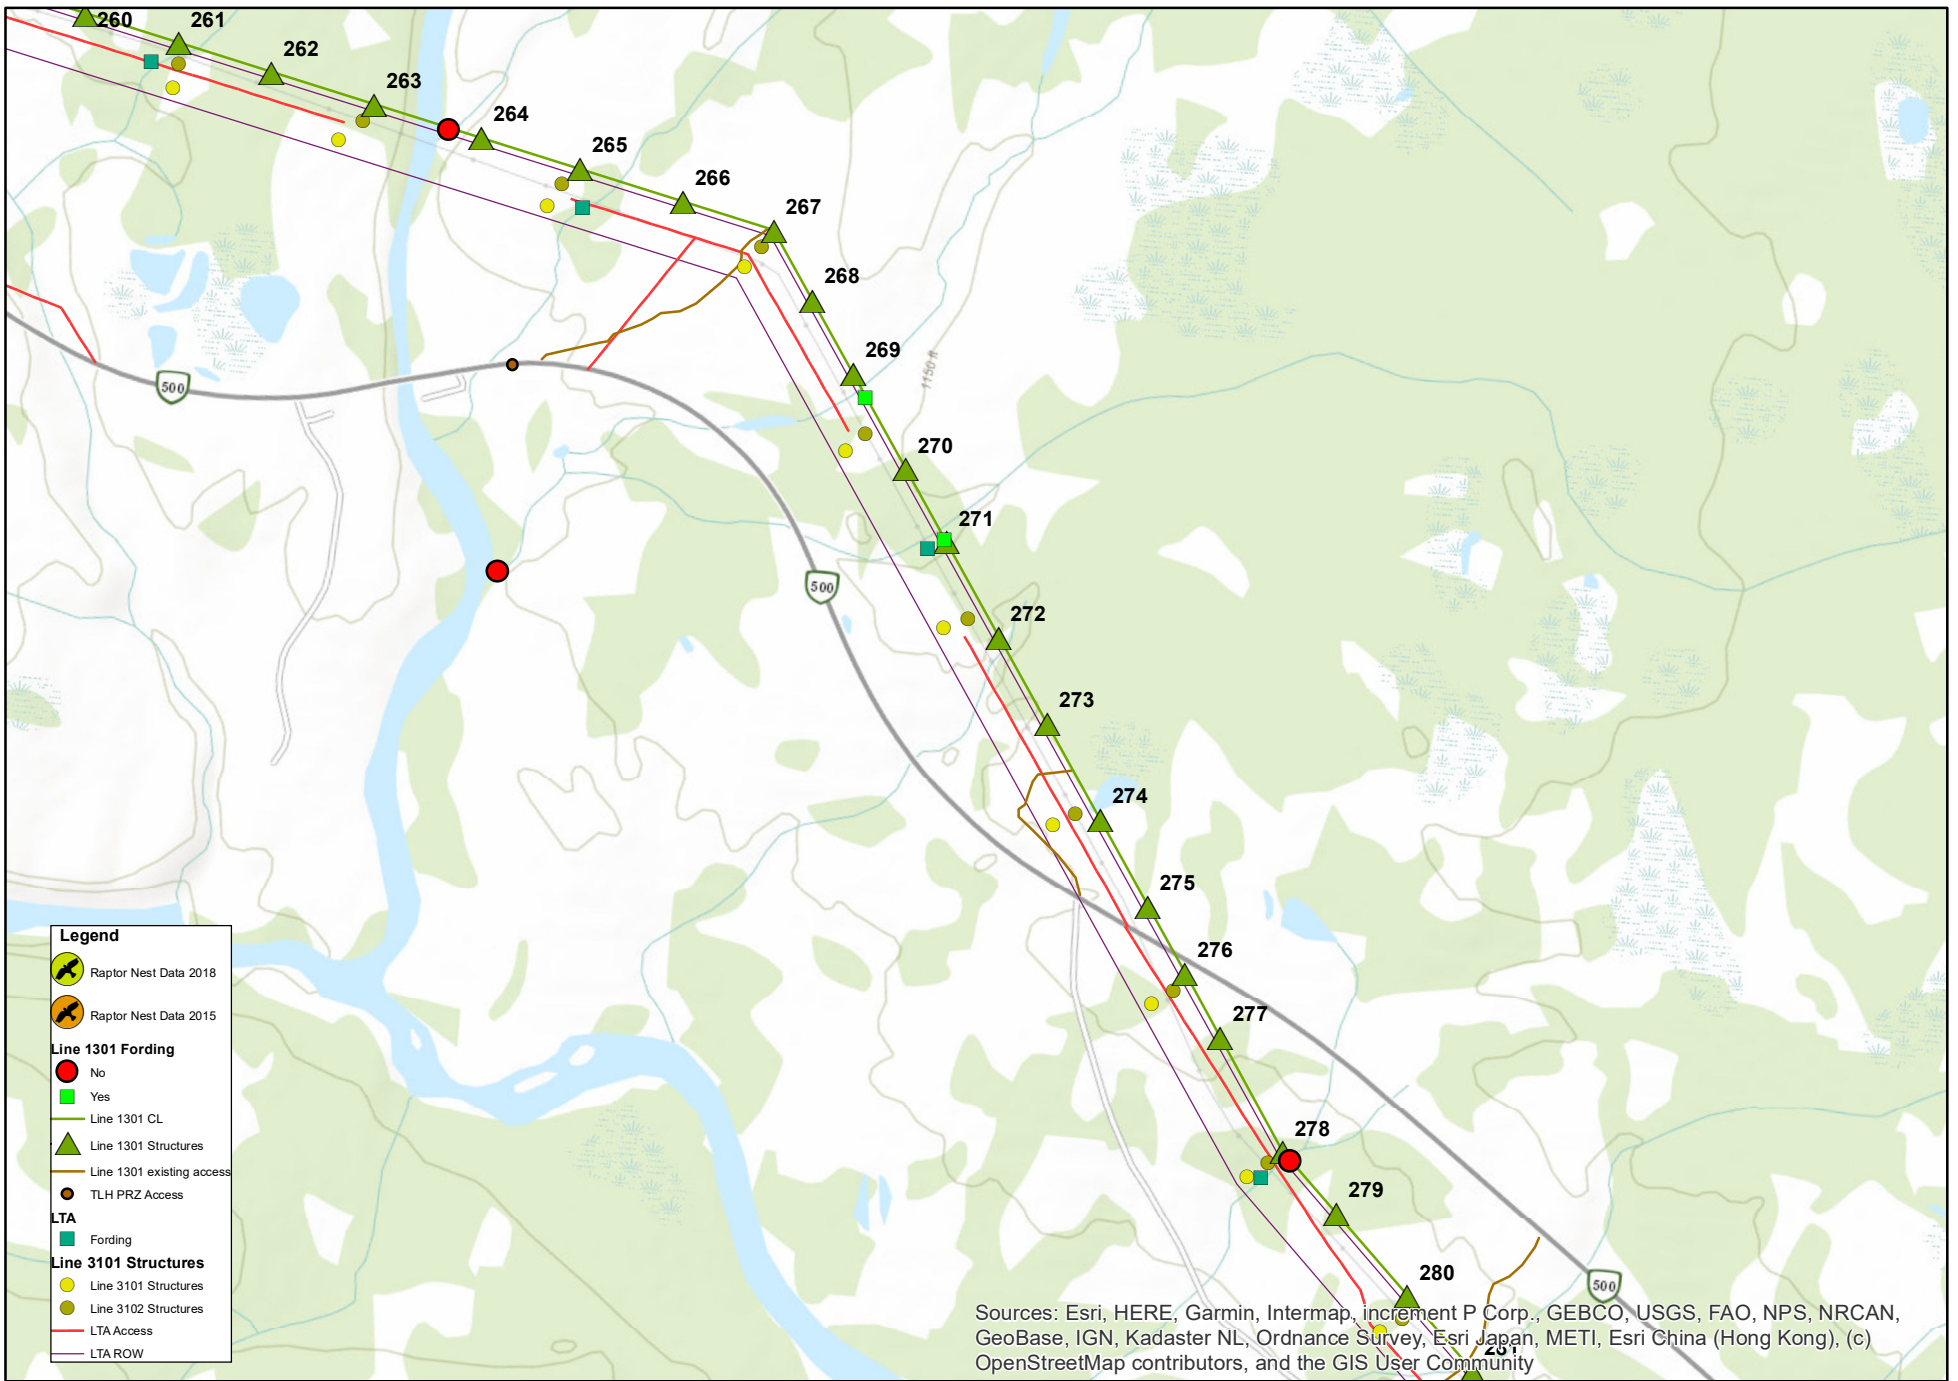 260
261
262
263
264
265
266
267
268
269
1150 ft
270
271
272
273
274
275
276
277
278
279
280
281
500
500
500
Legend
Raptor Nest Data 2018
Raptor Nest Data 2015
Line 1301 Fording
No
Yes
Line 1301 CL
Line 1301 Structures
Line 1301 existing access
TLH PRZ Access
LTA
Fording
Line 3101 Structures
Line 3101 Structures
Line 3102 Structures
LTA Access
LTA ROW
Sources: Esri, HERE, Garmin, Intermap, increment P Corp., GEBCO, USGS, FAO, NPS, NRCAN,
GeoBase, IGN, Kadaster NL, Ordnance Survey, Esri Japan, METI, Esri China (Hong Kong), (c)
OpenStreetMap contributors, and the GIS User Community